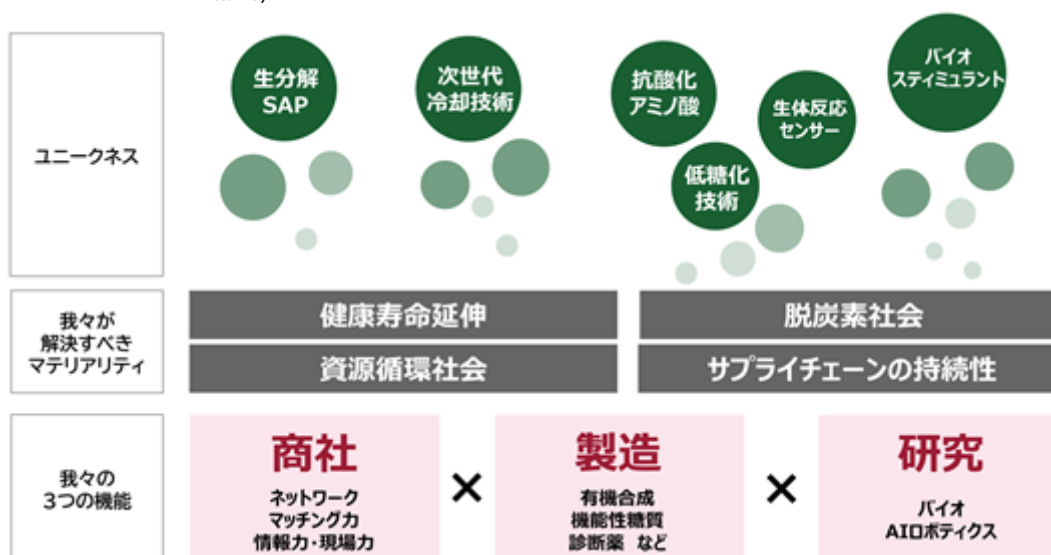 生分解
SAP
次世代
冷却技術
抗酸化
アミノ酸
生体反応
センサー
バイオ
スティミュラント
低糖化
技術
ユニークネス
我々が
解決すべき
マテリアリティ
健康寿命延伸
脱炭素社会
資源循環社会
サプライチェーンの持続性
我々の
3つの機能
商社
ネットワーク
マッチング力
情報力・現場力
×
製造
有機合成
機能性糖質
診断薬 など
×
研究
バイオ
AIロボティクス